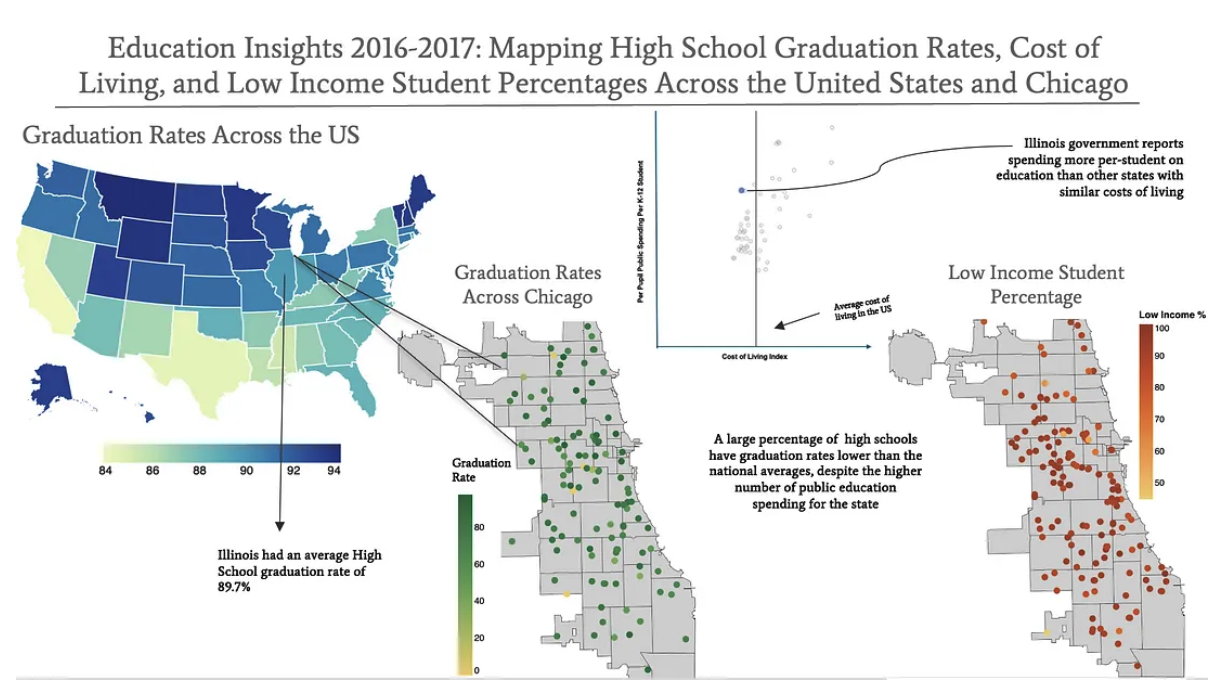 Education Insights 2016-2017: Mapping High School Graduation Rates, Cost of
Living, and Low Income Student Percentages Across the United States and Chicago
Graduation Rates Across the US
84
86
88
90
92
94
Illinois had an average High
School graduation rate of
89.7%
Graduation Rates
Across Chicago
Graduation
Rate
80
60
40
20
0
Per Pupil Public Spending Per K-12 Student
Cost of Living Index
Average cost of
living in the US
Illinois government reports
spending more per-student on
education than other states with
similar costs of living
A large percentage of high schools
have graduation rates lower than the
national averages, despite the higher
number of public education
spending for the state
Low Income Student
Percentage
Low Income %
100
90
80
70
60
50